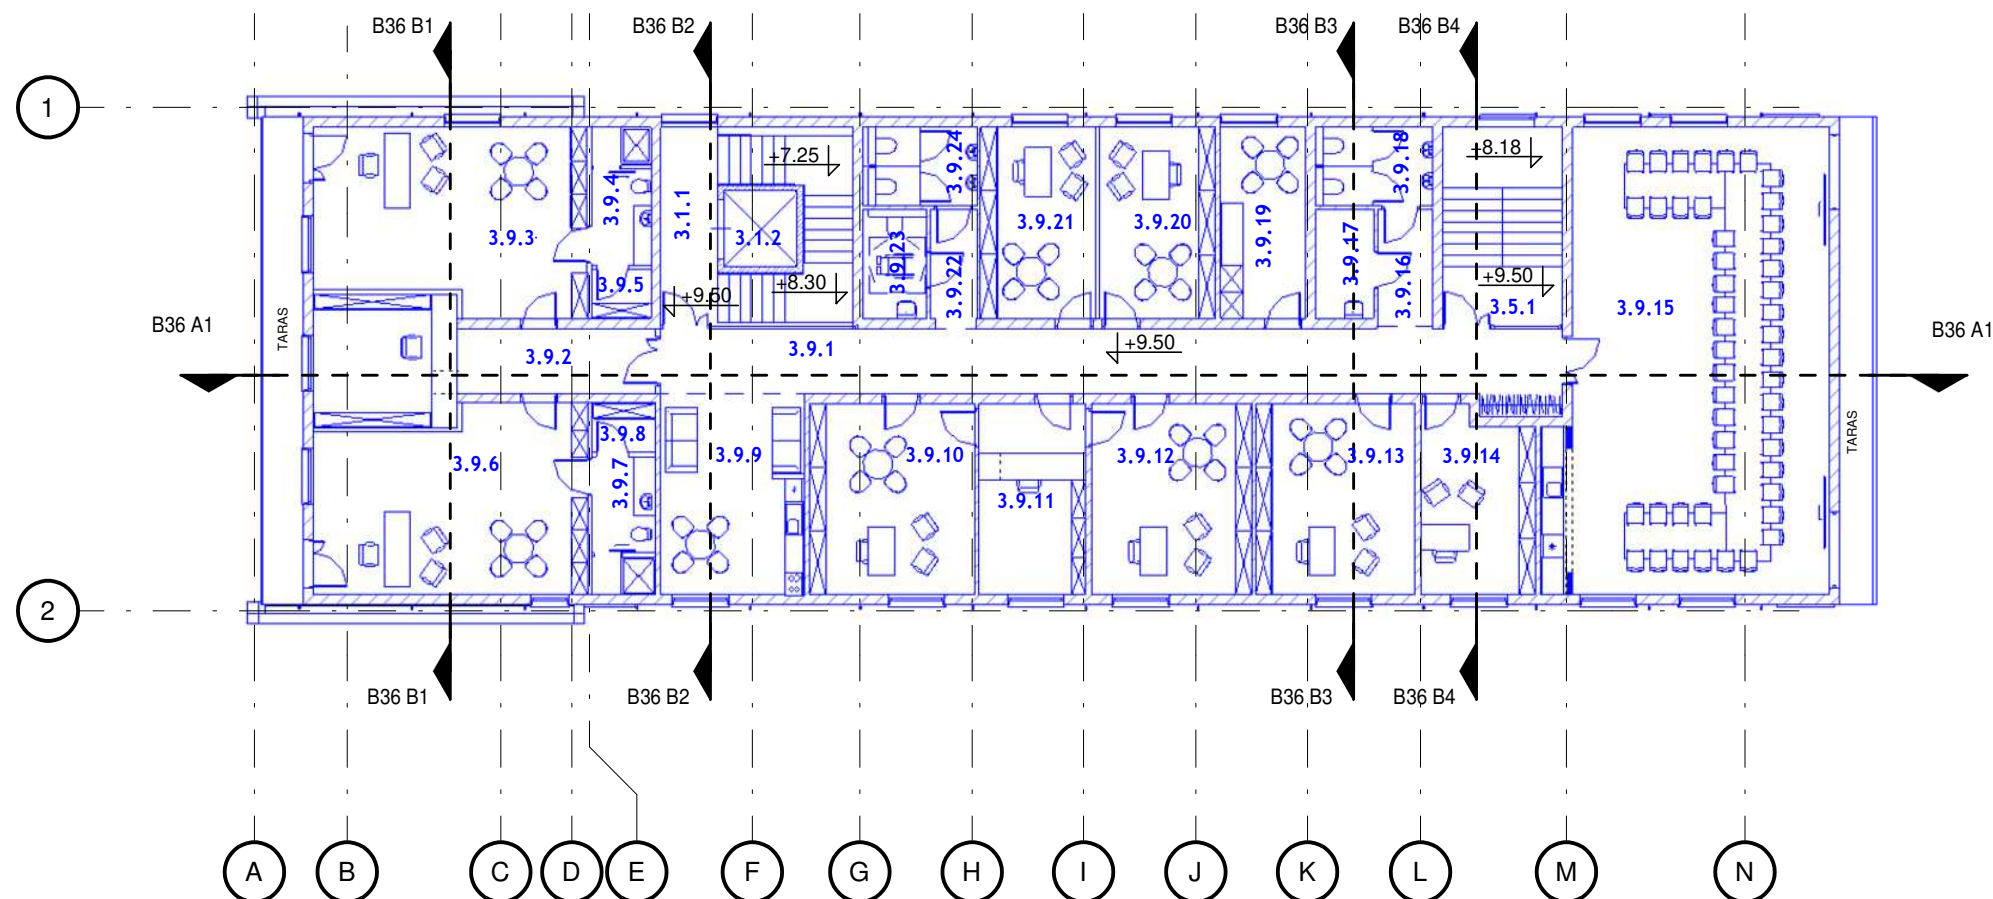 B36 B1
B36 B2
B36 B3
B36 B4
1
+7.25
+8.18
3.9.24
3.9.18
3.9.4
3.1.1
3.9.3
3.1.2
3.9.23
3.9.21
3.9.20
3.9.19
3.9.17
3.9.5
+8.30
3.9.22
3.9.16
+9.50
+9.50
3.5.1
3.9.15
B36 A1
TARAS
3.9.2
3.9.1
+9.50
B36 A1
3.9.8
3.9.6
3.9.7
3.9.9
3.9.10
3.9.11
3.9.12
3.9.13
3.9.14
TARAS
2
B36 B1
B36 B2
B36 B3
B36 B4
A
B
C
D
E
F
G
H
I
J
K
L
M
N